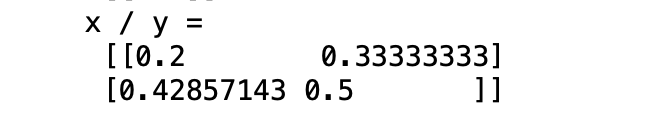 x / y =
[[0.2        0.33333333]
[0.42857143 0.5       ]]